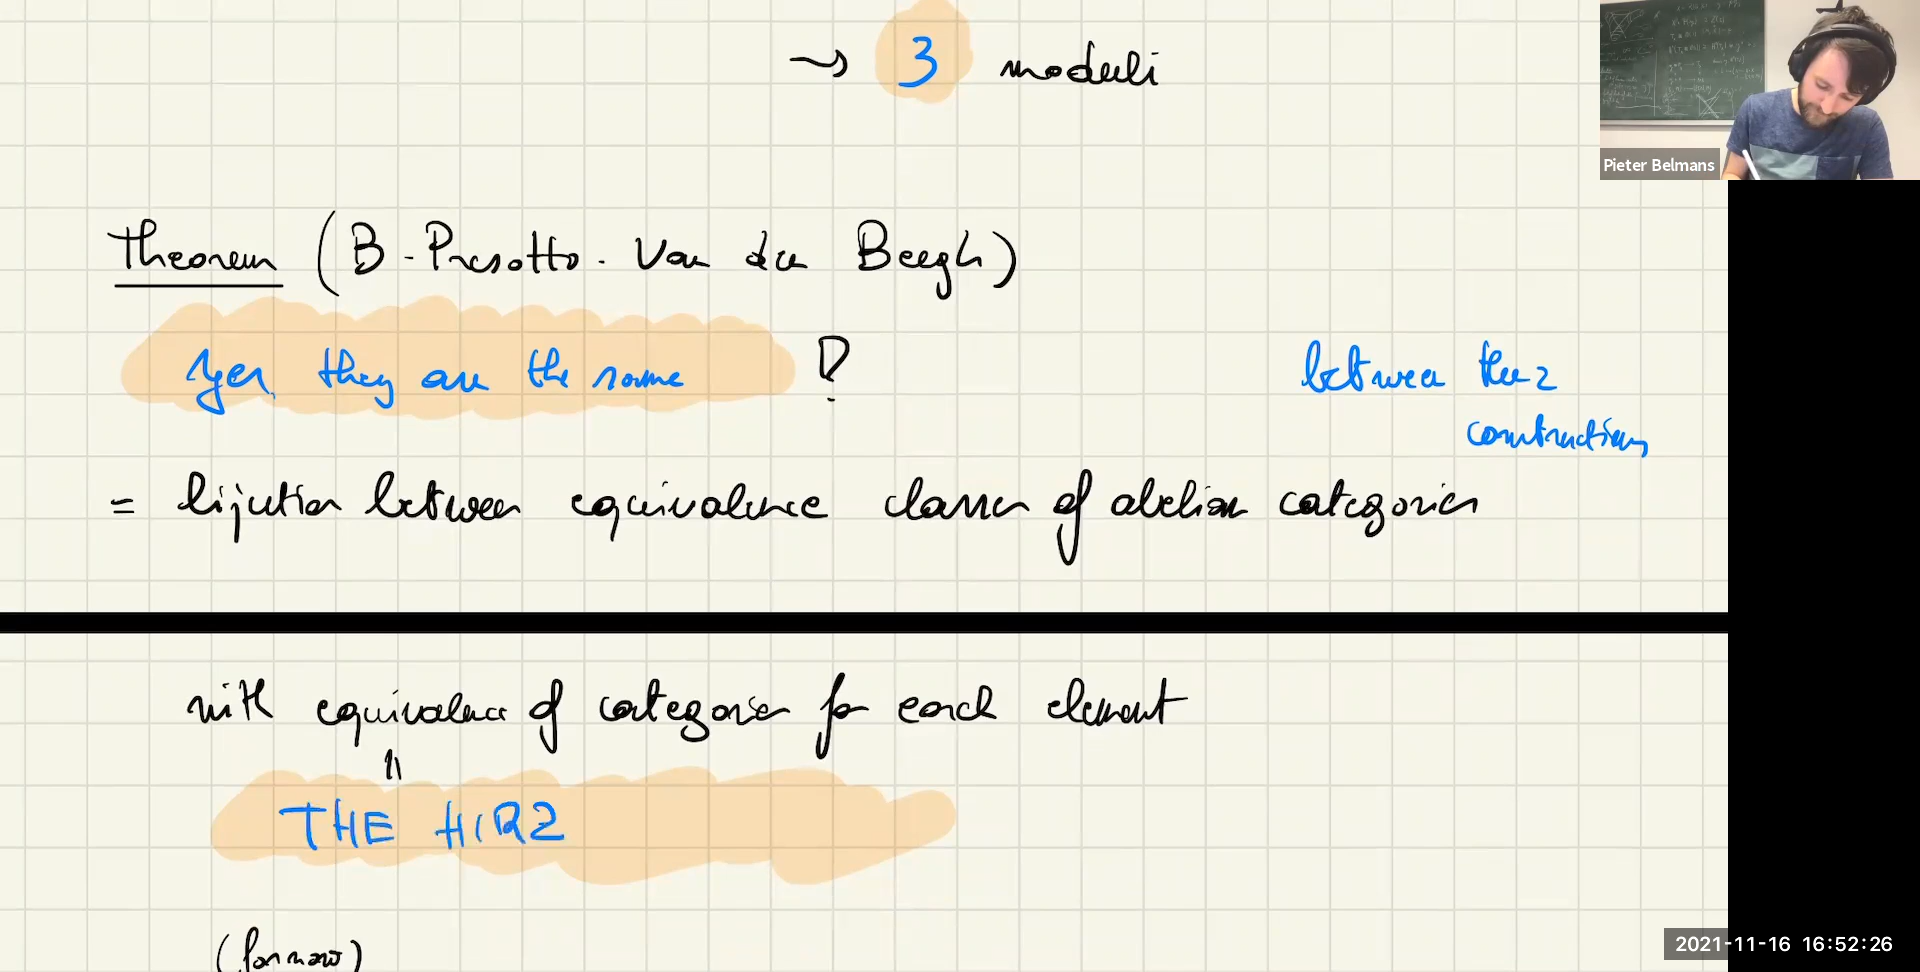 → 3 moduli
Pieter Belmans
Theorem (B - Presotto - Van den Bergh)
Yes they are the same !
between the 2
constructions
= bijection between equivalence classes of abelian categories
with equivalence of categories for each element
"
THE HIRZ
(for now)
2021-11-16 16:52:26